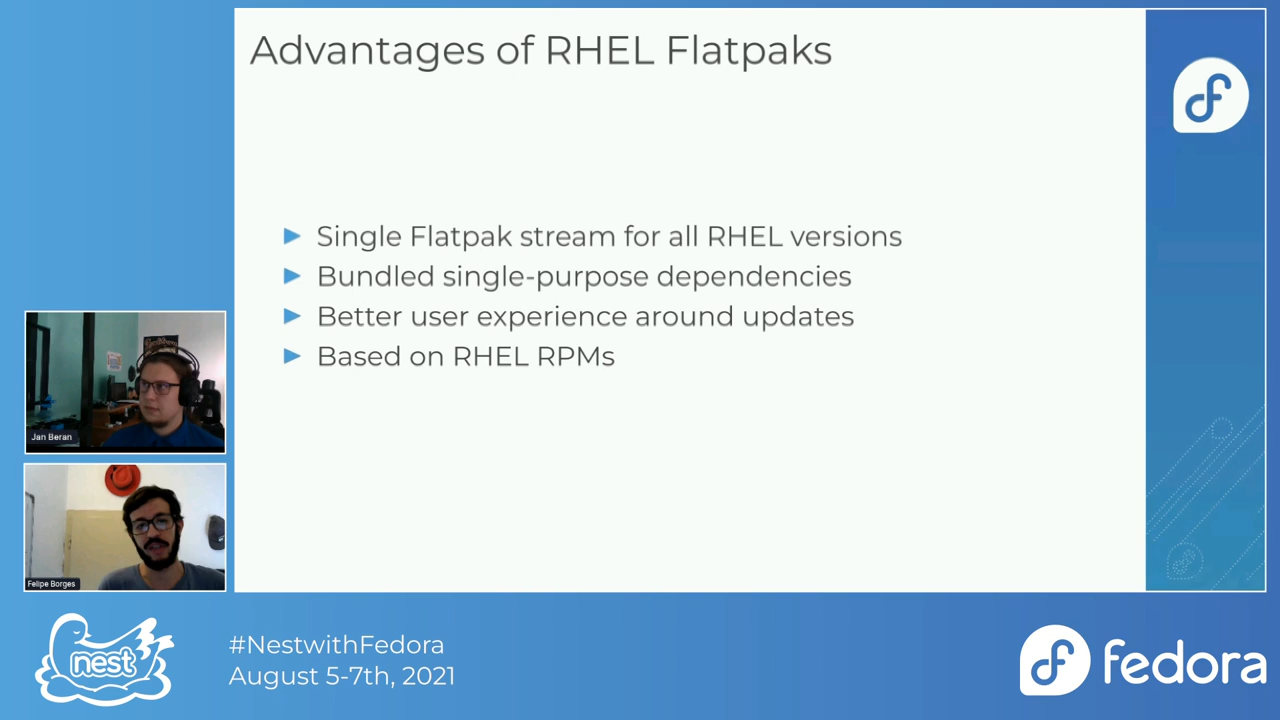 Advantages of RHEL Flatpaks
Single Flatpak stream for all RHEL versions
Bundled single-purpose dependencies
Better user experience around updates
Based on RHEL RPMs
Jan Beran
Felipe Borges
nest
#NestwithFedora
August 5-7th, 2021
fedora